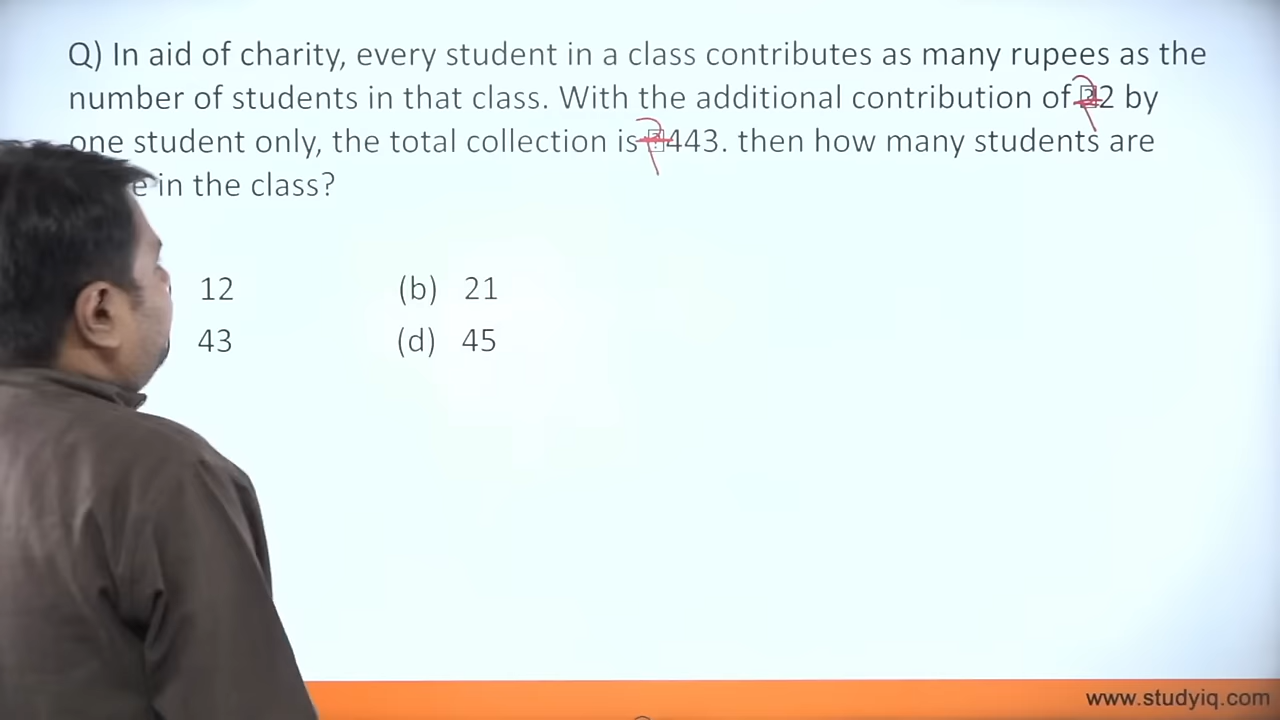 Q) In aid of charity, every student in a class contributes as many rupees as the
number of students in that class. With the additional contribution of ₹2 by
one student only, the total collection is ₹443. then how many students are
in the class?
12 (b) 21
43 (d) 45
www.studyiq.com